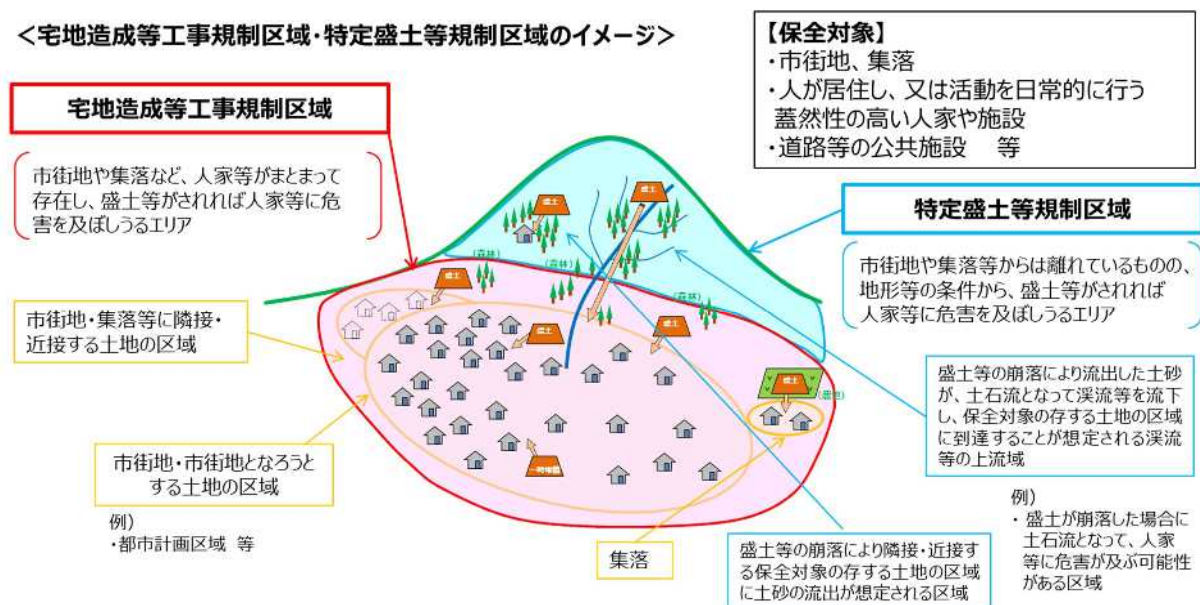 <宅地造成等工事規制区域・特定盛土等規制区域のイメージ>
【保全対象】
・市街地、集落
・人が居住し、又は活動を日常的に行う
蓋然性の高い人家や施設
・道路等の公共施設　等
宅地造成等工事規制区域
市街地や集落など、人家等がまとまって
存在し、盛土等がされれば人家等に危
害を及ぼしうるエリア
特定盛土等規制区域
市街地や集落等からは離れているものの、
地形等の条件から、盛土等がされれば
人家等に危害を及ぼしうるエリア
盛土
盛土
(森林)
(森林)
(森林)
盛土
盛土
盛土
盛土
(農地)
一時堆積
市街地・集落等に隣接・
近接する土地の区域
市街地・市街地となろうと
する土地の区域
例）
・都市計画区域 等
集落
盛土等の崩落により隣接・近接す
る保全対象の存する土地の区域
に土砂の流出が想定される区域
盛土等の崩落により流出した土砂
が、土石流となって渓流等を流下
し、保全対象の存する土地の区域
に到達することが想定される渓流
等の上流域
例）
・ 盛土が崩落した場合に
土石流となって、人家
等に危害が及ぶ可能性
がある区域